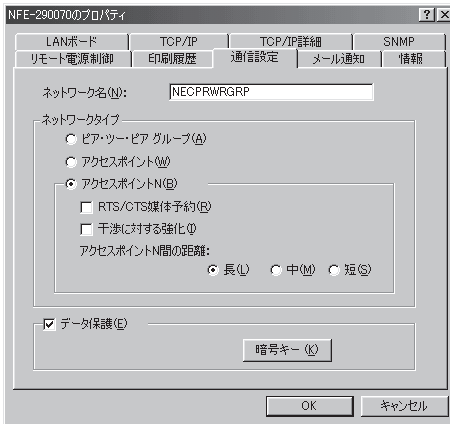 NFE-290070のプロパティ
LANボード TCP/IP TCP/IP詳細 SNMP
リモート電源制御 印刷履歴 通信設定 メール通知 情報
ネットワーク名(N): NECPRWRGRP
ネットワークタイプ
ピア・ツー・ピア グループ(A)
アクセスポイント(W)
アクセスポイントN(B)
RTS/CTS媒体予約(R)
干渉に対する強化(I)
アクセスポイントN間の距離:
長(L) 中(M) 短(S)
データ保護(E)
暗号キー (K)
OK キャンセル